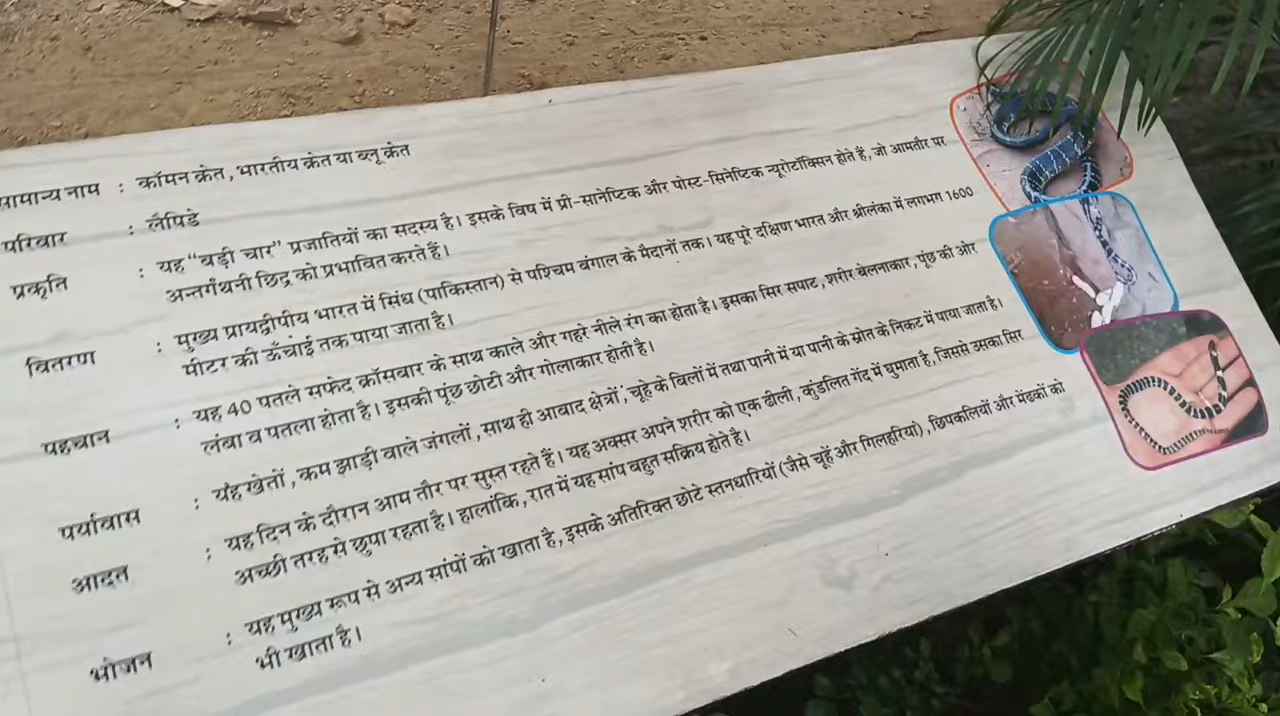 सामान्य नाम : कॉमन क्रेत, भारतीय क्रेत या ब्लू क्रेत
परिवार : लैपिडे
प्रकृति : यह “बड़ी चार” प्रजातियों का सदस्य है। इसके विष में प्री-सानेप्टिक और पोस्ट-सिनेप्टिक न्यूरोटॉक्सिन होते हैं, जो आमतौर पर
अन्तर्ग्रंथनी छिद्र को प्रभावित करते हैं।
वितरण : मुख्य प्रायद्वीपीय भारत में सिंध (पाकिस्तान) से पश्चिम बंगाल के मैदानों तक। यह पूरे दक्षिण भारत और श्रीलंका में लगभग 1600
मीटर की ऊँचांई तक पाया जाता है।
पहचान : यह 40 पतले सफेद क्रॉसबार के साथ काले और गहरे नीले रंग का होता है। इसका सिर सपाट, शरीर बेलनाकार, पूंछ की ओर
लंबा व पतला होता है। इसकी पूंछ छोटी और गोलाकार होती है।
पर्यावास : यह खेतों, कम झाड़ी वाले जंगलों, साथ ही आवाद क्षेत्रों, चूहे के बिलों में तथा पानी में या पानी के स्रोत के निकट में पाया जाता है।
आदत : यह दिन के दौरान आम तौर पर सुस्त रहते हैं। यह अक्सर अपने शरीर को एक ढीली, कुंडलित गेंद में घुमाता है, जिससे उसका सिर
अच्छी तरह से छुपा रहता है। हालांकि, रात में यह सांप बहुत सक्रिय होते है।
भोजन : यह मुख्य रूप से अन्य सांपों को खाता है, इसके अतिरिक्त छोटे स्तनधारियों (जैसे चूहें और गिलहरियां), छिपकलियों और मेंढकों को
भी खाता है।